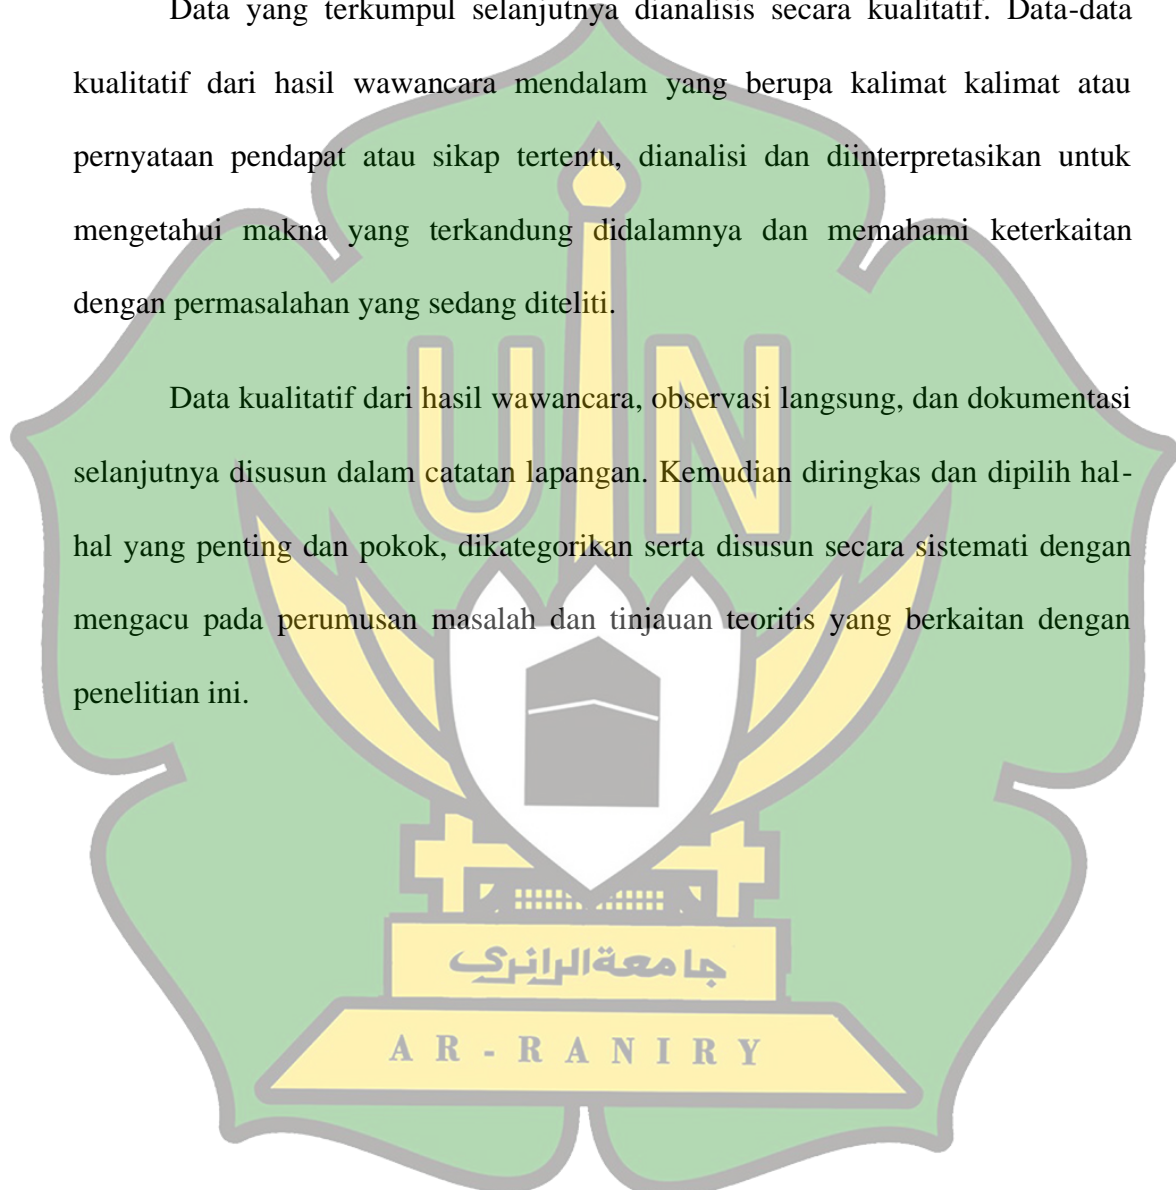 Data yang terkumpul selanjutnya dianalisis secara kualitatif. Data-data
kualitatif dari hasil wawancara mendalam yang berupa kalimat kalimat atau
pernyataan pendapat atau sikap tertentu, dianalisi dan diinterpretasikan untuk
mengetahui makna yang terkandung didalamnya dan memahami keterkaitan
dengan permasalahan yang sedang diteliti.
Data kualitatif dari hasil wawancara, observasi langsung, dan dokumentasi
selanjutnya disusun dalam catatan lapangan. Kemudian diringkas dan dipilih hal-
hal yang penting dan pokok, dikategorikan serta disusun secara sistemati dengan
mengacu pada perumusan masalah dan tinjauan teoritis yang berkaitan dengan
penelitian ini.
UIN
جامعة الرانري
AR-RANIRY